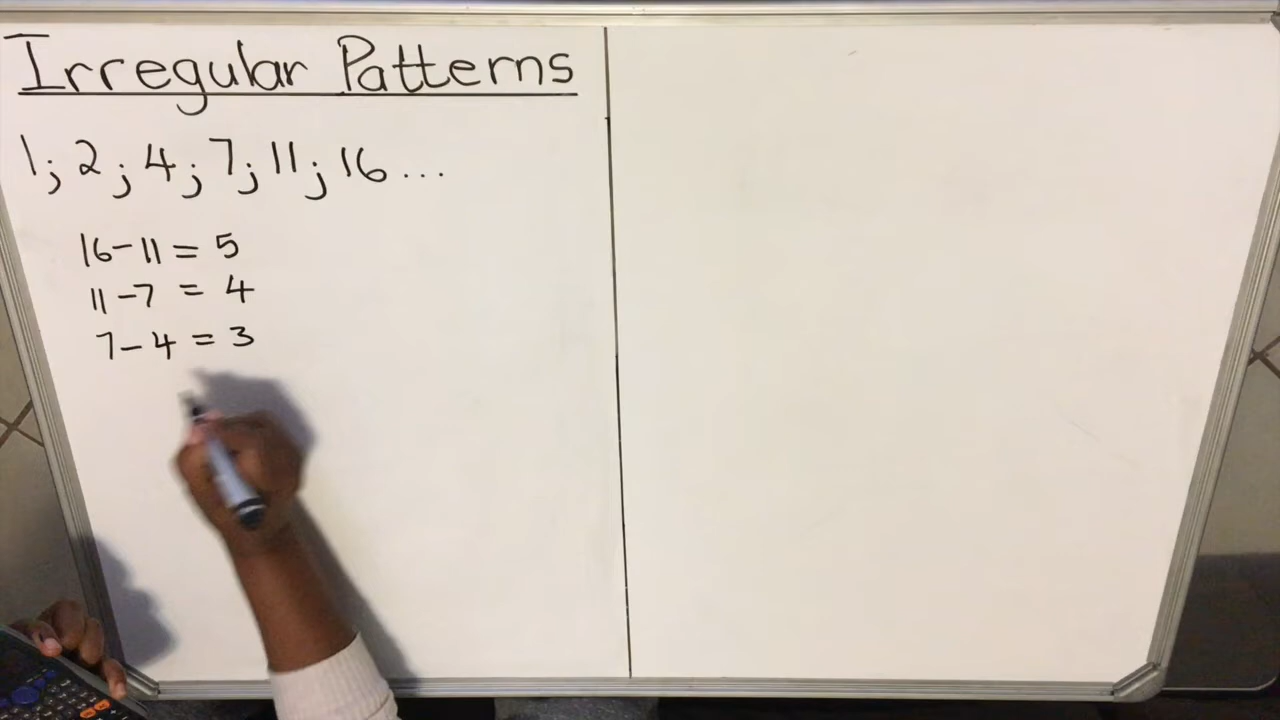 Irregular Patterns
1; 2; 4; 7; 11; 16 ...
16 - 11 = 5
11 - 7 = 4
7 - 4 = 3